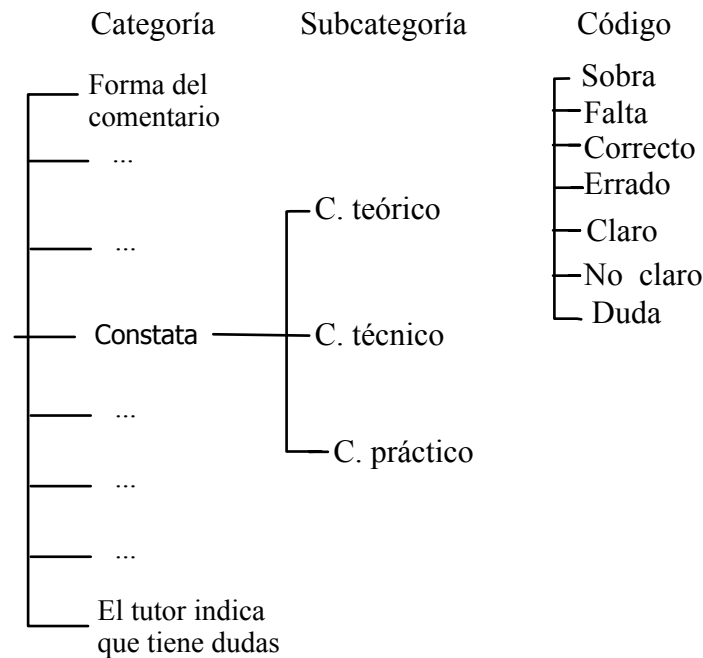 Categoría Subcategoría Código
Forma del
comentario
...
...
Constata
...
...
...
El tutor indica
que tiene dudas
C. teórico
C. técnico
C. práctico
Sobra
Falta
Correcto
Errado
Claro
No claro
Duda